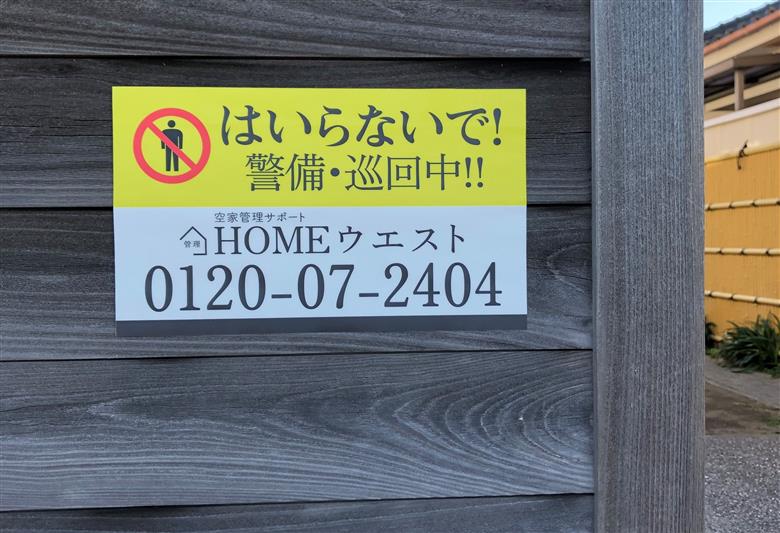 はいらないで!
警備・巡回中!!
空家管理サポート
管理 HOMEウエスト
0120-07-2404